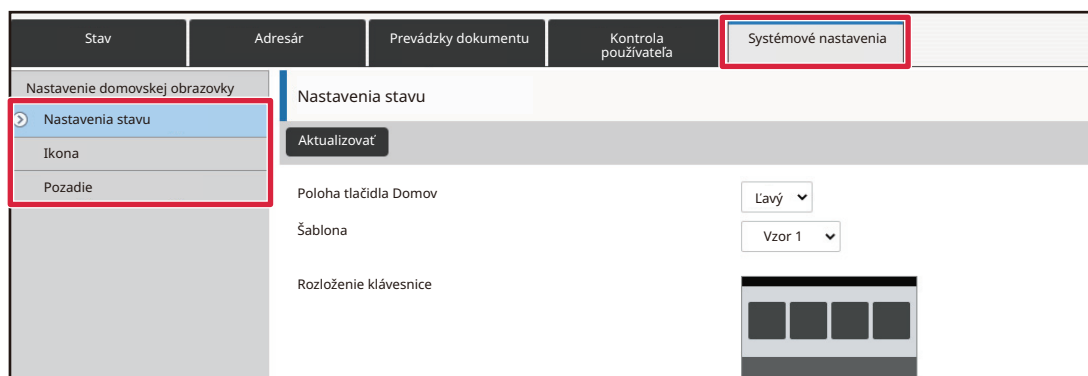 Stav
Adresár
Prevádzky dokumentu
Kontrola
používateľa
Systémové nastavenia
Nastavenie domovskej obrazovky
Nastavenia stavu
Ikona
Pozadie
Nastavenia stavu
Aktualizovať
Poloha tlačidla Domov
Ľavý
Šablona
Vzor 1
Rozloženie klávesnice